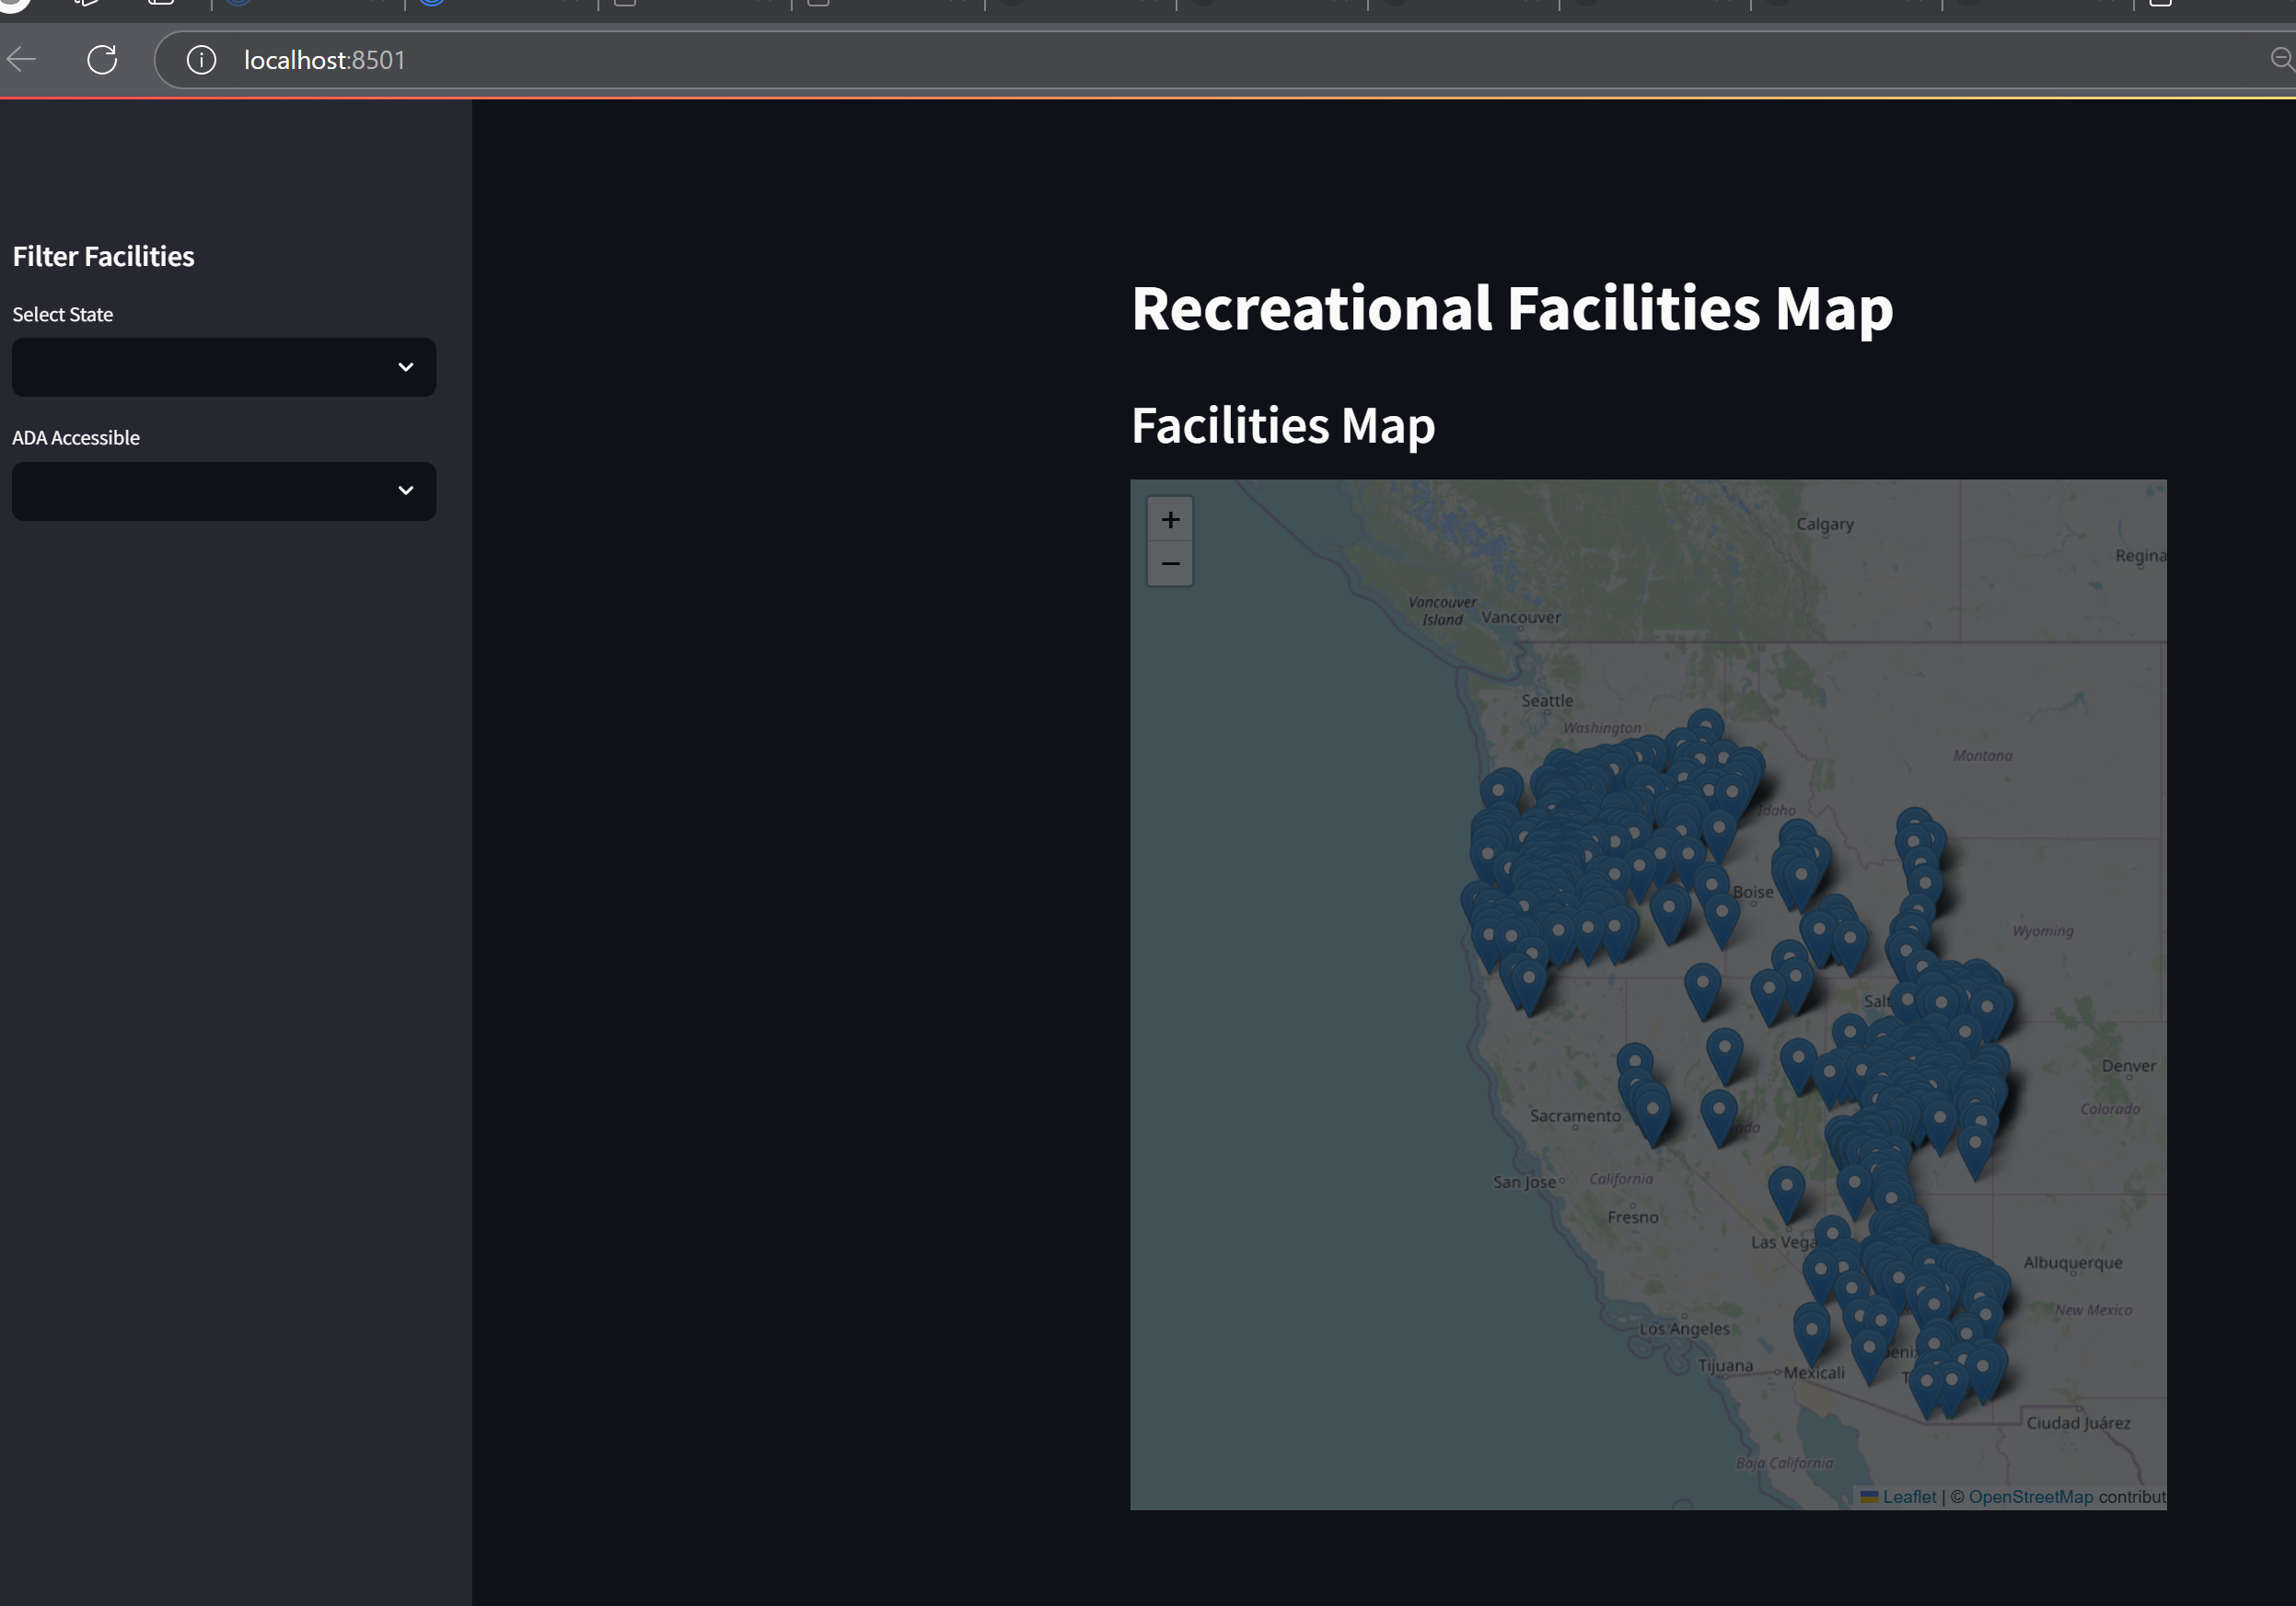 localhost:8501
Filter Facilities
Select State
ADA Accessible
Recreational Facilities Map
Facilities Map
+
−
Calgary
Regina
Vancouver
Island
Vancouver
Seattle
Washington
Montana
Idaho
Boise
Wyoming
Salt
Denver
Colorado
Sacramento
ada
San Jose
California
Fresno
Las Vega
Albuquerque
New Mexico
Los Angeles
enix
Tijuana
Mexicali
T
Ciudad Juárez
Baja California
Leaflet | © OpenStreetMap contribut